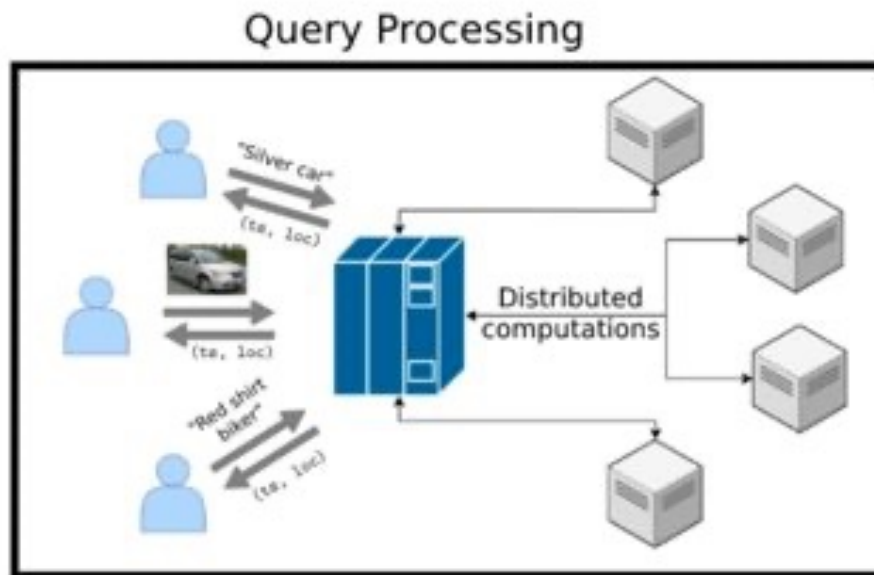 Query Processing
"Silver car"
(ts, loc)
(ts, loc)
"Red shirt
biker"
(ts, loc)
Distributed
computations